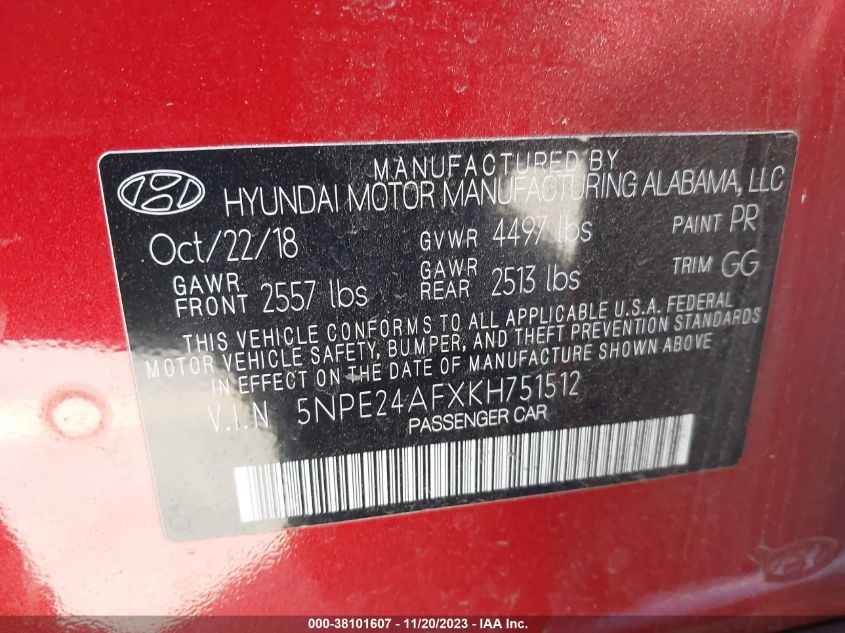 MANUFACTURED BY
HYUNDAI MOTOR MANUFACTURING ALABAMA, LLC
Oct/22/18 GVWR 4497 lbs PAINT PR
GAWR FRONT 2557 lbs GAWR REAR 2513 lbs TRIM GG
THIS VEHICLE CONFORMS TO ALL APPLICABLE U.S.A. FEDERAL
MOTOR VEHICLE SAFETY, BUMPER, AND THEFT PREVENTION STANDARDS
IN EFFECT ON THE DATE OF MANUFACTURE SHOWN ABOVE
V.I.N 5NPE24AFXKH751512
PASSENGER CAR
000-38101607 - 11/20/2023 - IAA Inc.